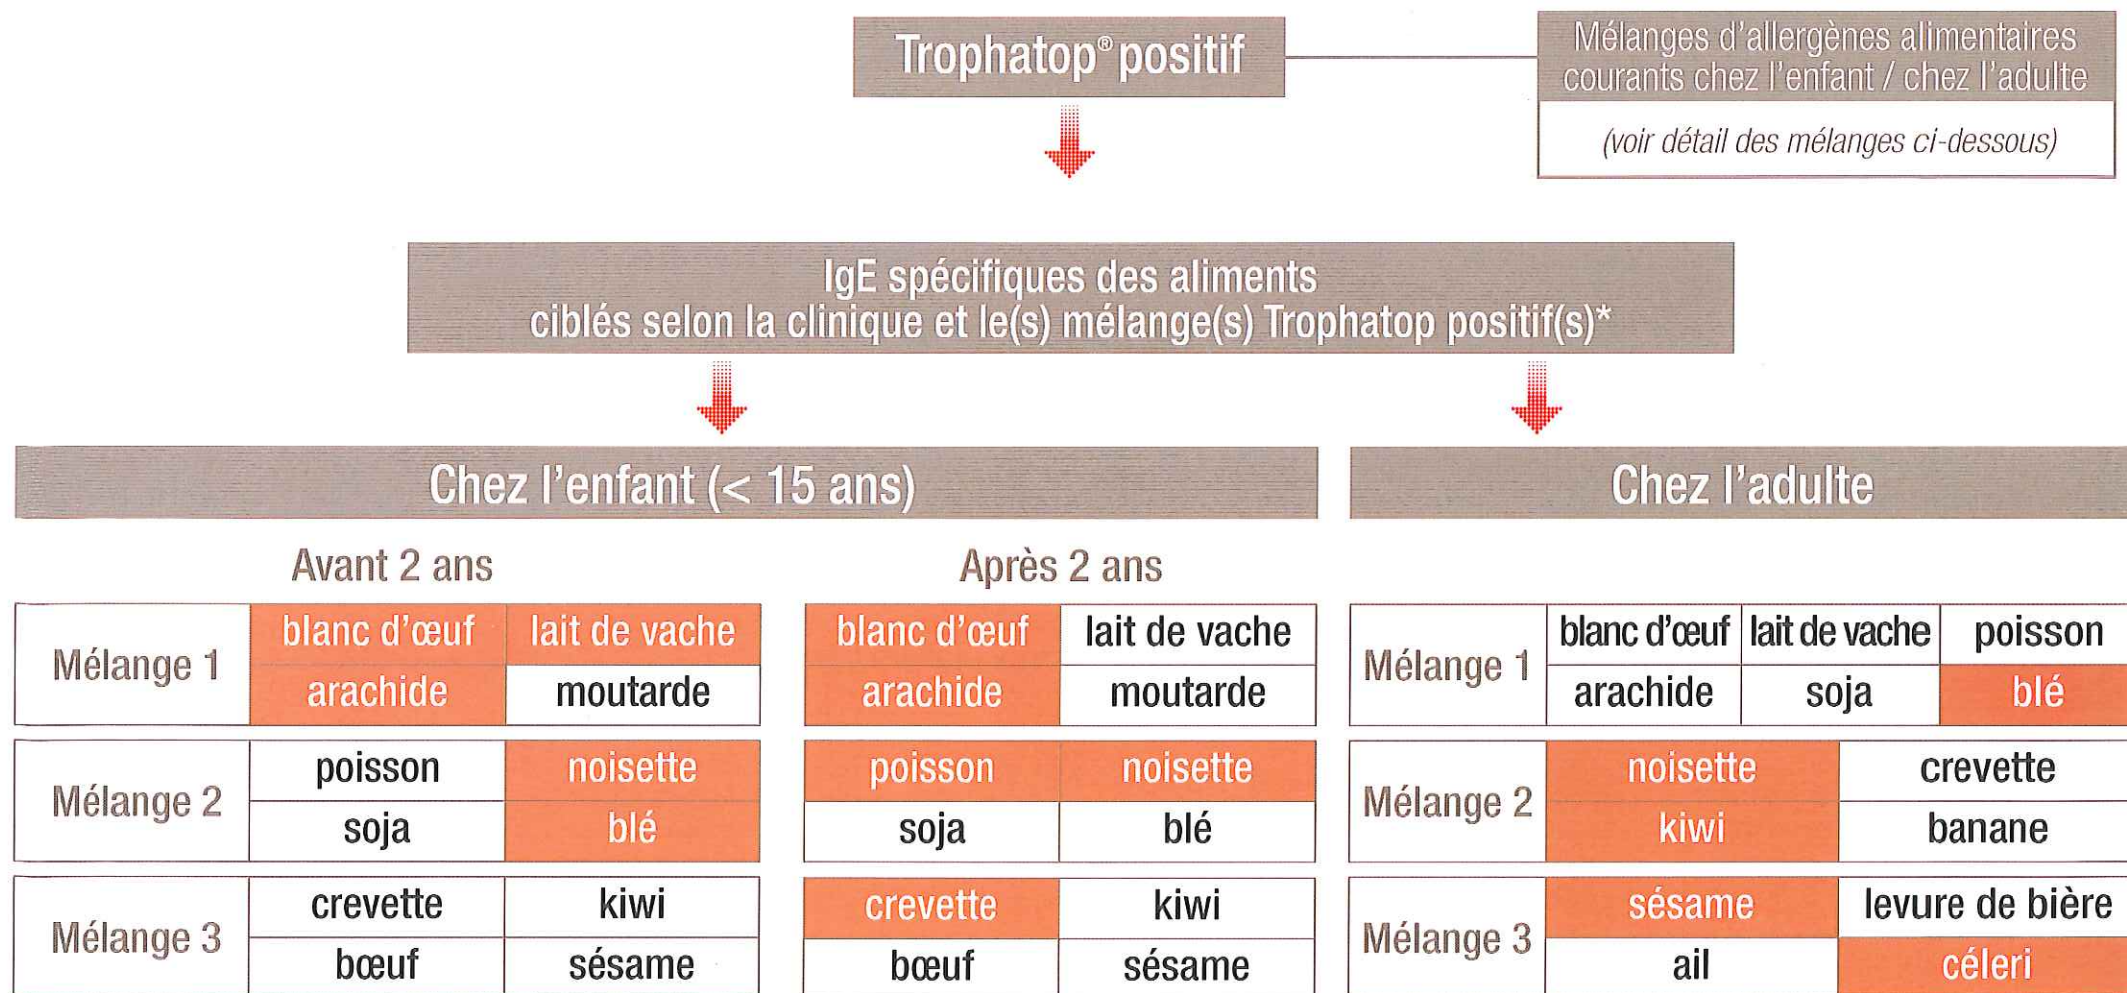 Trophatop® positif
Mélanges d'allergènes alimentaires
courants chez l'enfant / chez l'adulte
(voir détail des mélanges ci-dessous)
IgE spécifiques des aliments
ciblés selon la clinique et le(s) mélange(s) Trophatop positif(s)*
Chez l'enfant (< 15 ans)
Avant 2 ans
Mélange 1
blanc d'œuf
lait de vache
arachide
moutarde
Mélange 2
poisson
noisette
soja
blé
Mélange 3
crevette
kiwi
bœuf
sésame
Après 2 ans
blanc d'œuf
lait de vache
arachide
moutarde
poisson
noisette
soja
blé
crevette
kiwi
bœuf
sésame
Chez l'adulte
Mélange 1
blanc d'œuf
lait de vache
poisson
arachide
soja
blé
Mélange 2
noisette
crevette
kiwi
banane
Mélange 3
sésame
levure de bière
ail
céleri